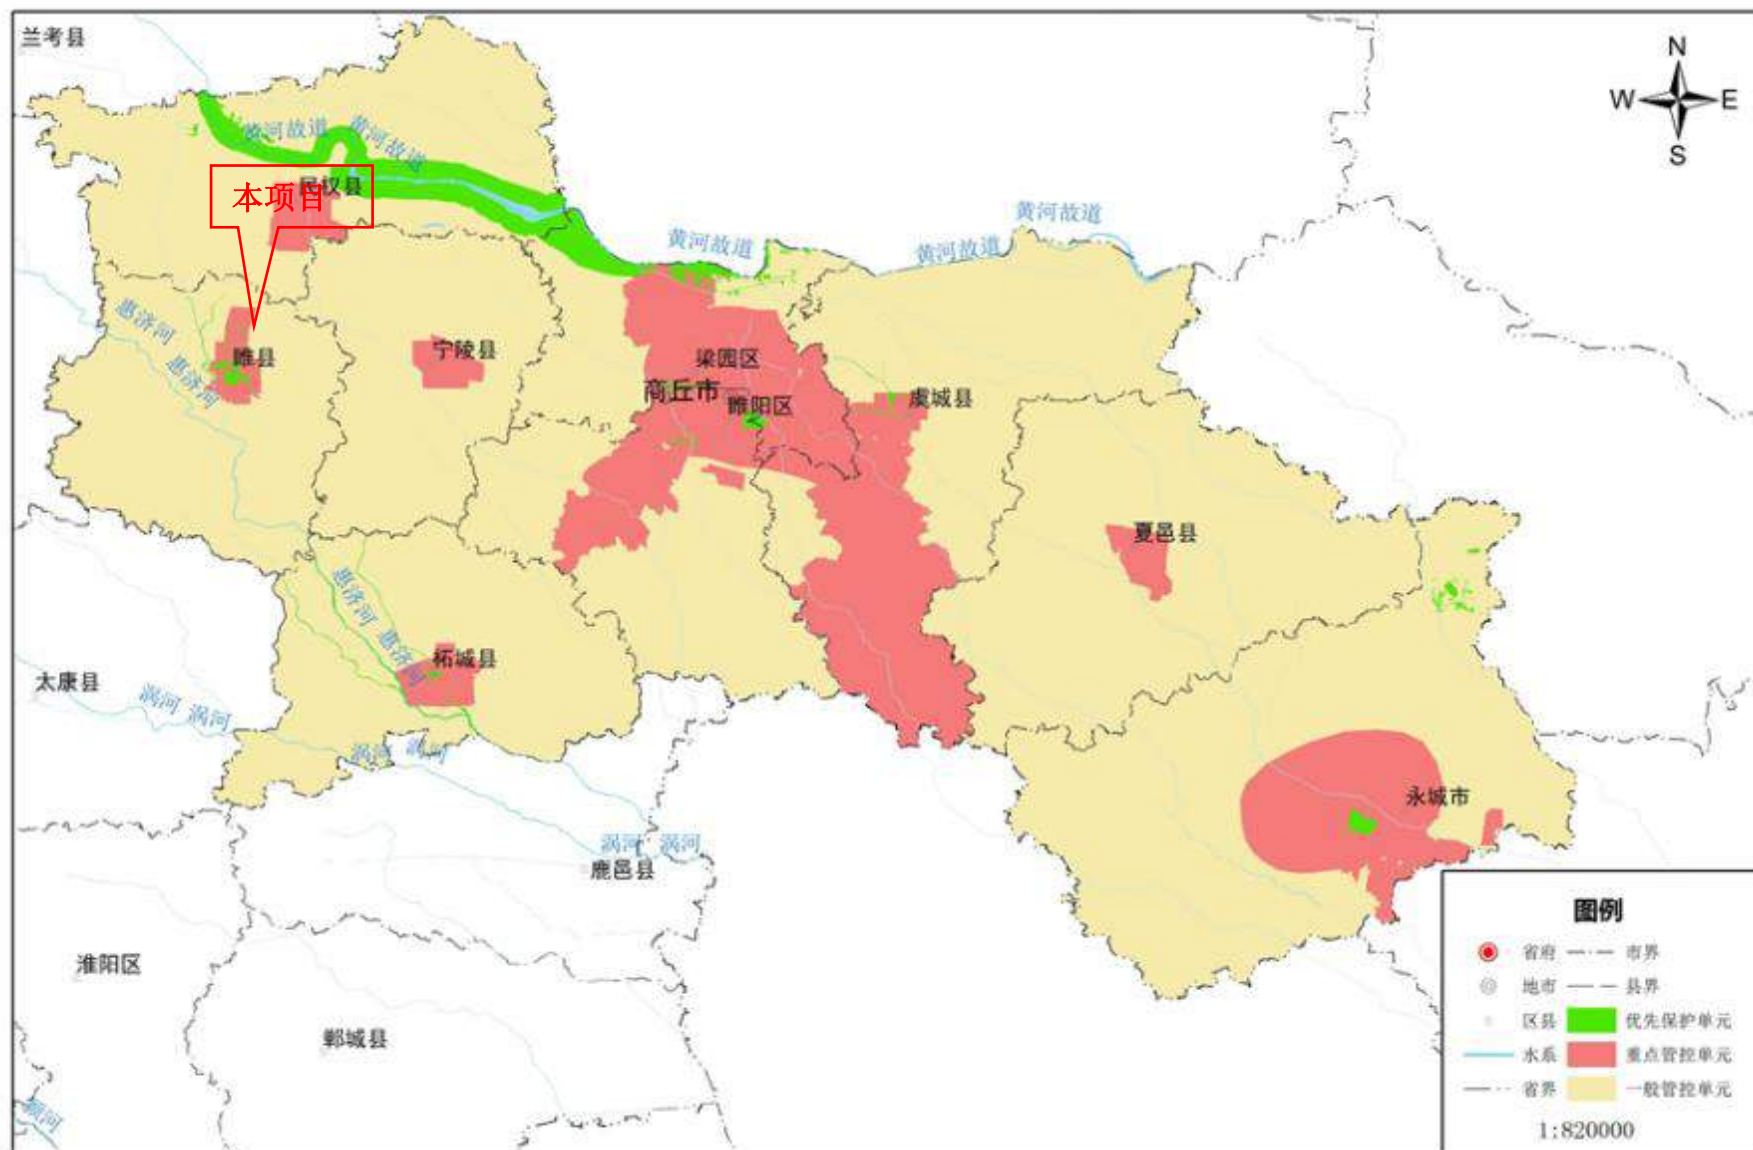 兰考县
N
W E
S
黄河故道
黄河故道
民权县
本项目
黄河故道
黄河故道
黄河故道
惠济河
惠济河
睢县
宁陵县
梁园区
商丘市
睢阳区
虞城县
夏邑县
惠济河
惠济河
柘城县
太康县
涡河 涡河
涡河 涡河
永城市
涡河 涡河
鹿邑县
淮阳区
郸城县
颍河
图例
省府 市界
地市 县界
区县 优先保护单元
水系 重点管控单元
省界 一般管控单元
1:820000